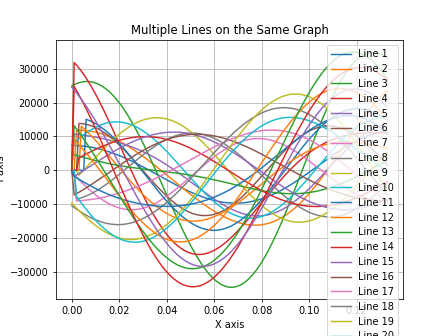 Multiple Lines on the Same Graph
30000
20000
10000
0
−10000
−20000
−30000
0.00
0.02
0.04
0.06
0.08
0.10
X axis
Line 1
Line 2
Line 3
Line 4
Line 5
Line 6
Line 7
Line 8
Line 9
Line 10
Line 11
Line 12
Line 13
Line 14
Line 15
Line 16
Line 17
Line 18
Line 19
Line 20